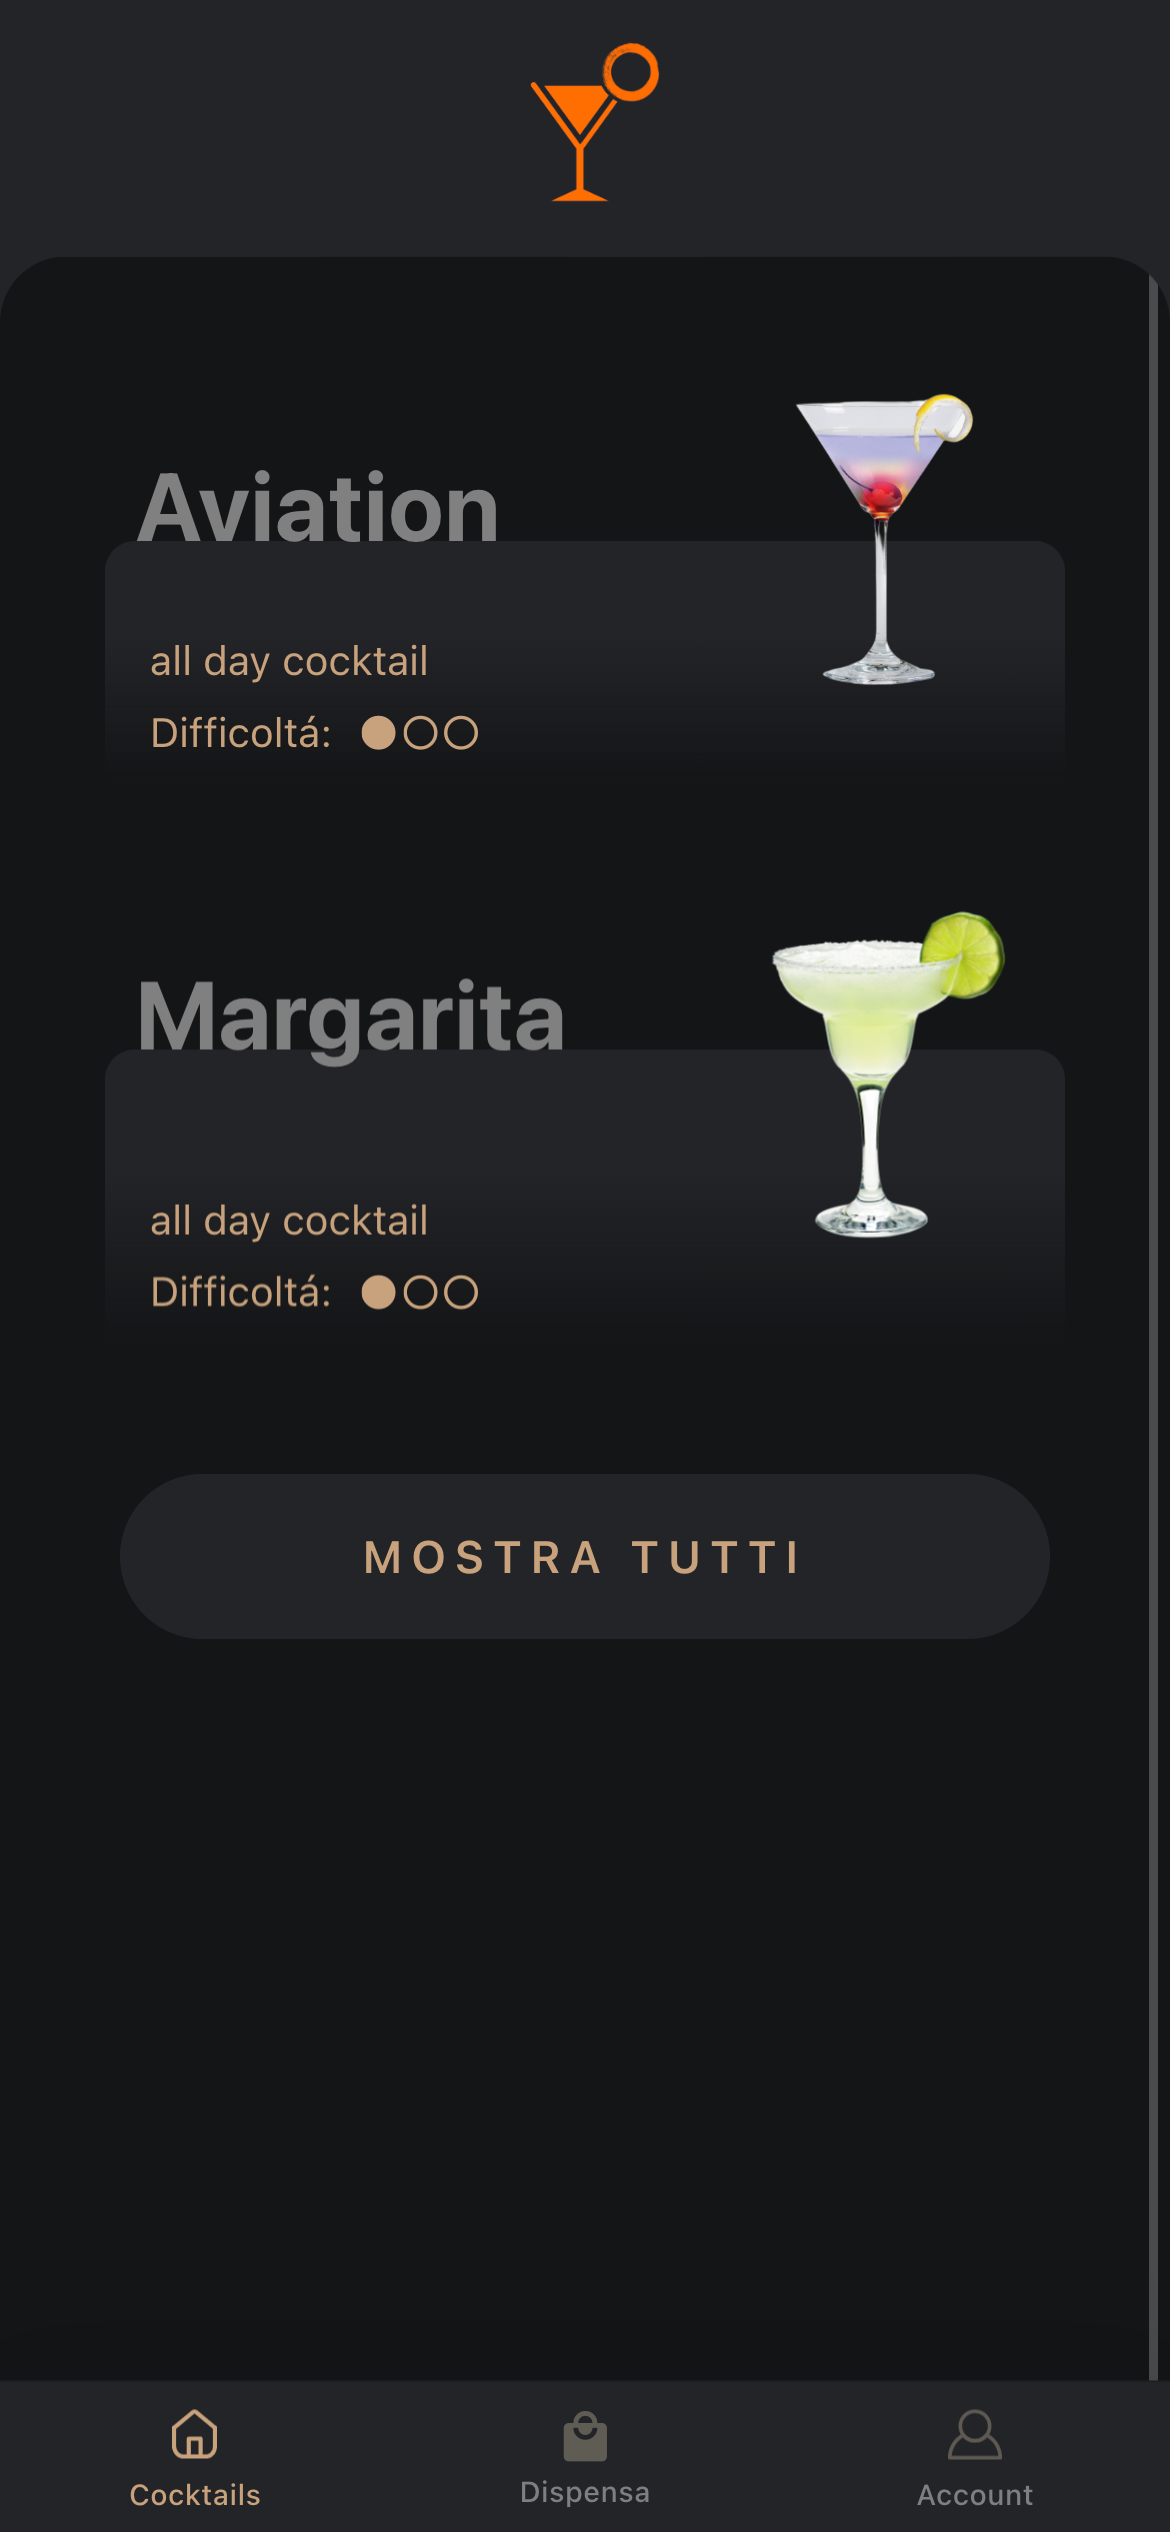 Aviation
all day cocktail
Difficoltá:
Margarita
all day cocktail
Difficoltá:
MOSTRA TUTTI
Cocktails
Dispensa
Account